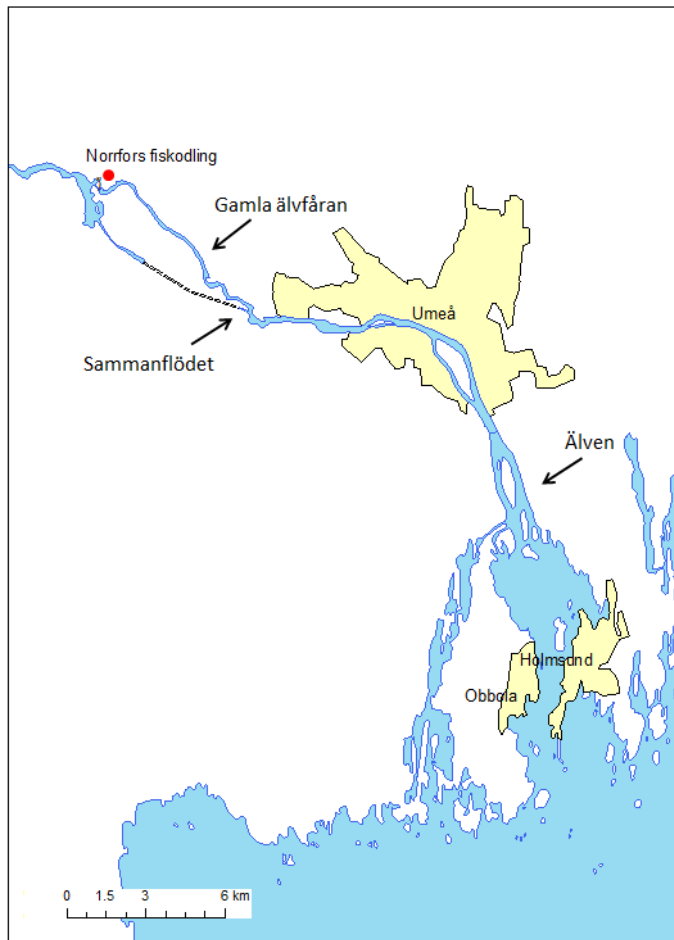 Norrfors fiskodling
Gamla älvfåran
Umeå
Sammanflödet
Älven
Holmsund
Obbola
0 1.5 3 6 km